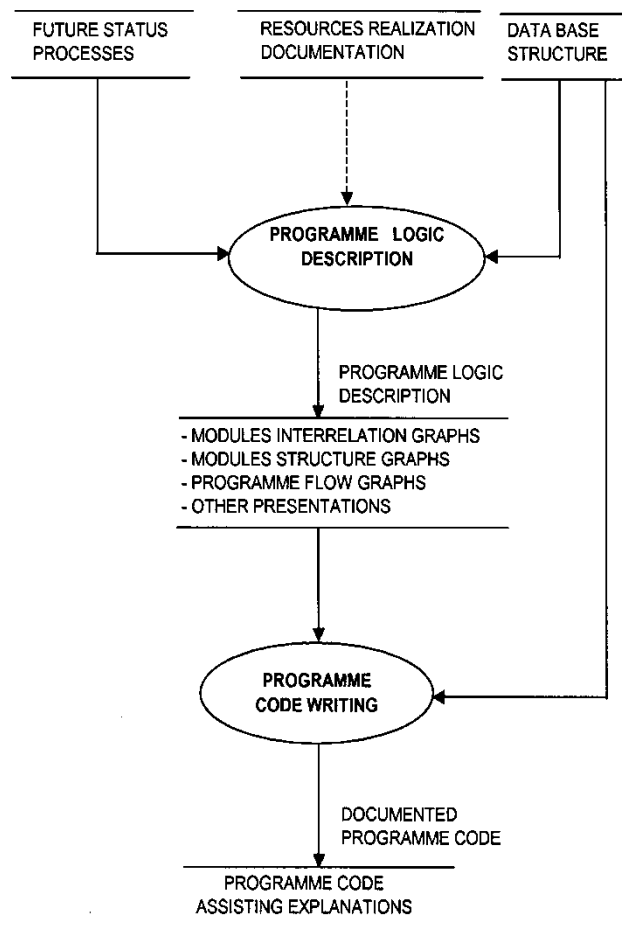 FUTURE STATUS
PROCESSES
RESOURCES REALIZATION
DOCUMENTATION
DATA BASE
STRUCTURE
PROGRAMME LOGIC
DESCRIPTION
PROGRAMME LOGIC
DESCRIPTION
- MODULES INTERRELATION GRAPHS
- MODULES STRUCTURE GRAPHS
- PROGRAMME FLOW GRAPHS
- OTHER PRESENTATIONS
PROGRAMME
CODE WRITING
DOCUMENTED
PROGRAMME CODE
PROGRAMME CODE
ASSISTING EXPLANATIONS